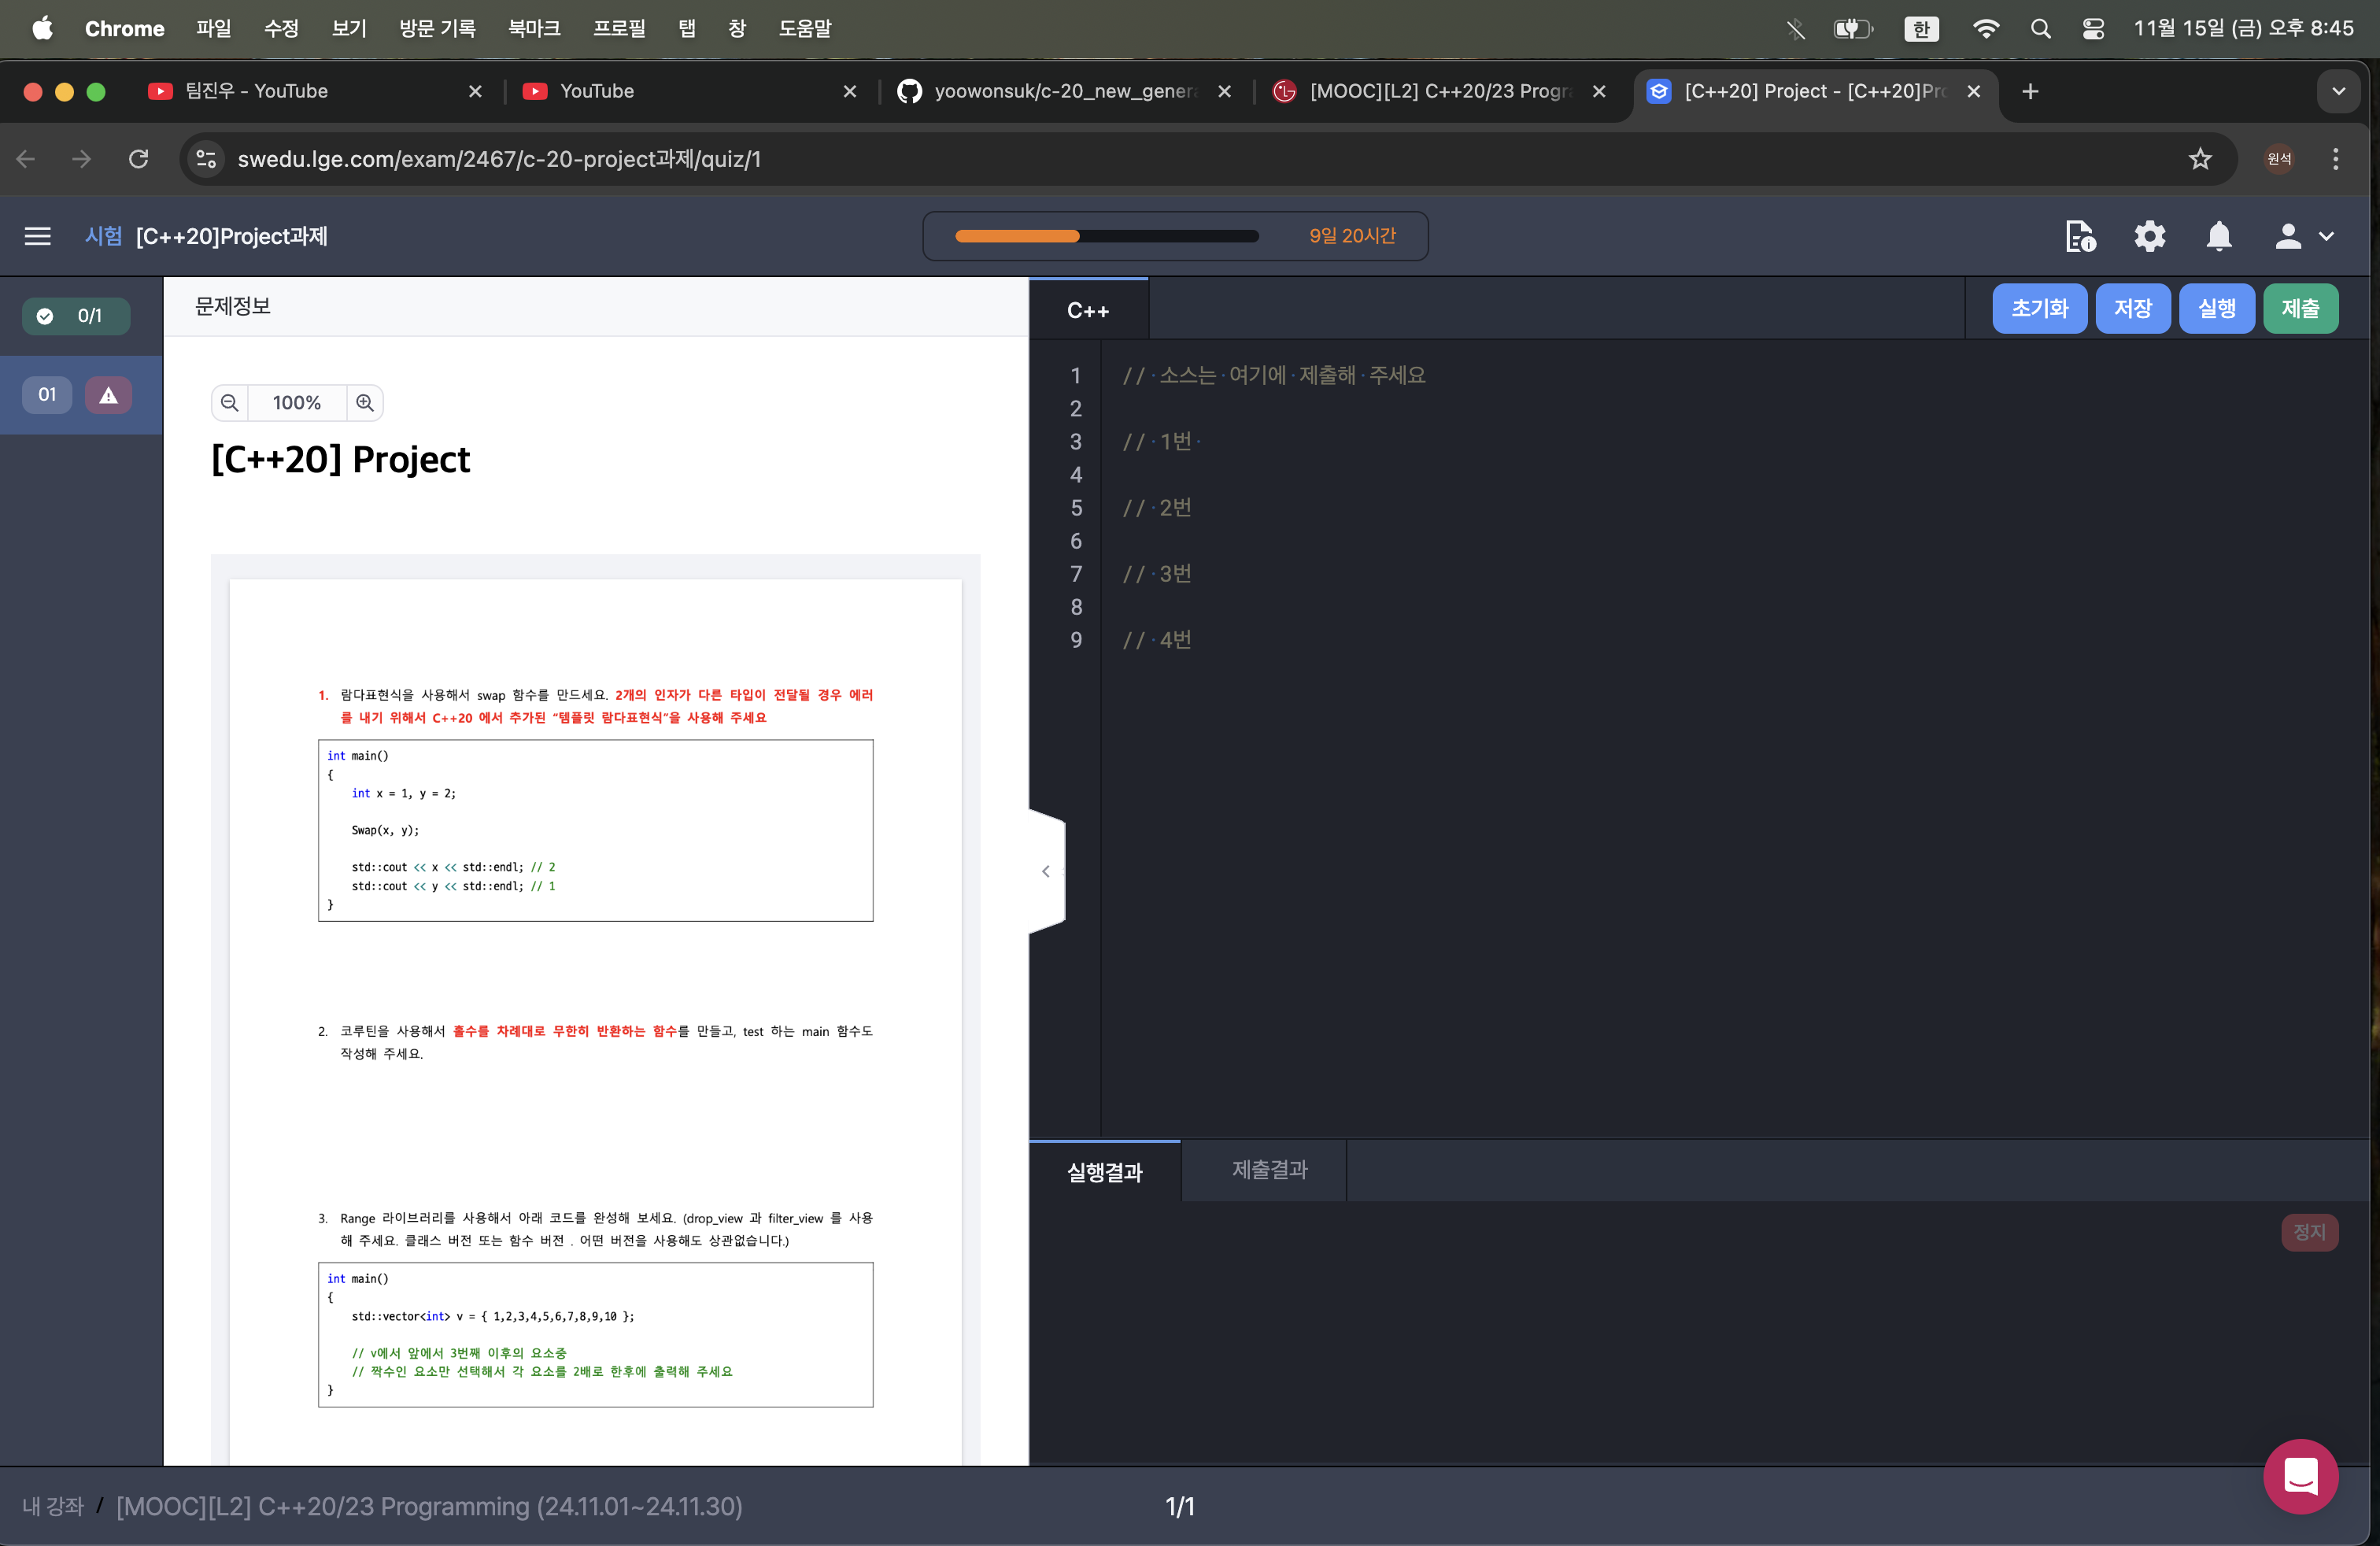 Chrome 파일 수정 보기 방문 기록 북마크 프로필 탭 창 도움말 한 11월 15일 (금) 오후 8:45
팀진우 - YouTube YouTube yoowonsuk/c-20_new_genera [MOOC][L2] C++20/23 Progra [C++20] Project - [C++20]Pro
swedu.lge.com/exam/2467/c-20-project과제/quiz/1 원석
시험 [C++20]Project과제 9일 20시간
0/1
01
문제정보
100%
[C++20] Project
1. 람다표현식을 사용해서 swap 함수를 만드세요. 2개의 인자가 다른 타입이 전달될 경우 에러
를 내기 위해서 C++20 에서 추가된 “템플릿 람다표현식”을 사용해 주세요
int main()
{
int x = 1, y = 2;
Swap(x, y);
std::cout << x << std::endl; // 2
std::cout << y << std::endl; // 1
}
2. 코루틴을 사용해서 홀수를 차례대로 무한히 반환하는 함수를 만들고, test 하는 main 함수도
작성해 주세요.
3. Range 라이브러리를 사용해서 아래 코드를 완성해 보세요. (drop_view 과 filter_view 를 사용
해 주세요. 클래스 버전 또는 함수 버전 . 어떤 버전을 사용해도 상관없습니다.)
int main()
{
std::vector<int> v = { 1,2,3,4,5,6,7,8,9,10 };
// v에서 앞에서 3번째 이후의 요소중
// 짝수인 요소만 선택해서 각 요소를 2배로 한후에 출력해 주세요
}
C++ 초기화 저장 실행 제출
1 // 소스는 여기에 제출해 주세요
2
3 // 1번
4
5 // 2번
6
7 // 3번
8
9 // 4번
실행결과 제출결과
정지
내 강좌 / [MOOC][L2] C++20/23 Programming (24.11.01~24.11.30) 1/1